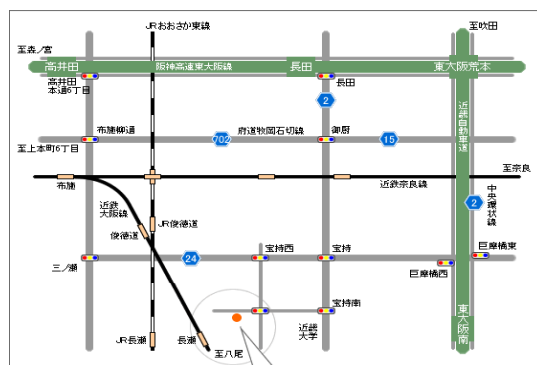 JRおおさか東線
至森ノ宮
至吹田
高井田
阪神高速東大阪線
長田
東大阪荒本
高井田
本通6丁目
長田
2
近畿自動車道
布施柳通
702
府道牧岡石切線
御厨
15
至上本町6丁目
至奈良
布施
近鉄奈良線
近鉄
大阪線
2
中央環状線
JR俊徳道
俊徳道
24
宝持西
宝持
巨摩橋東
三ノ瀬
巨摩橋西
宝持南
東大阪南
近畿
大学
JR長瀬
長瀬
至八尾